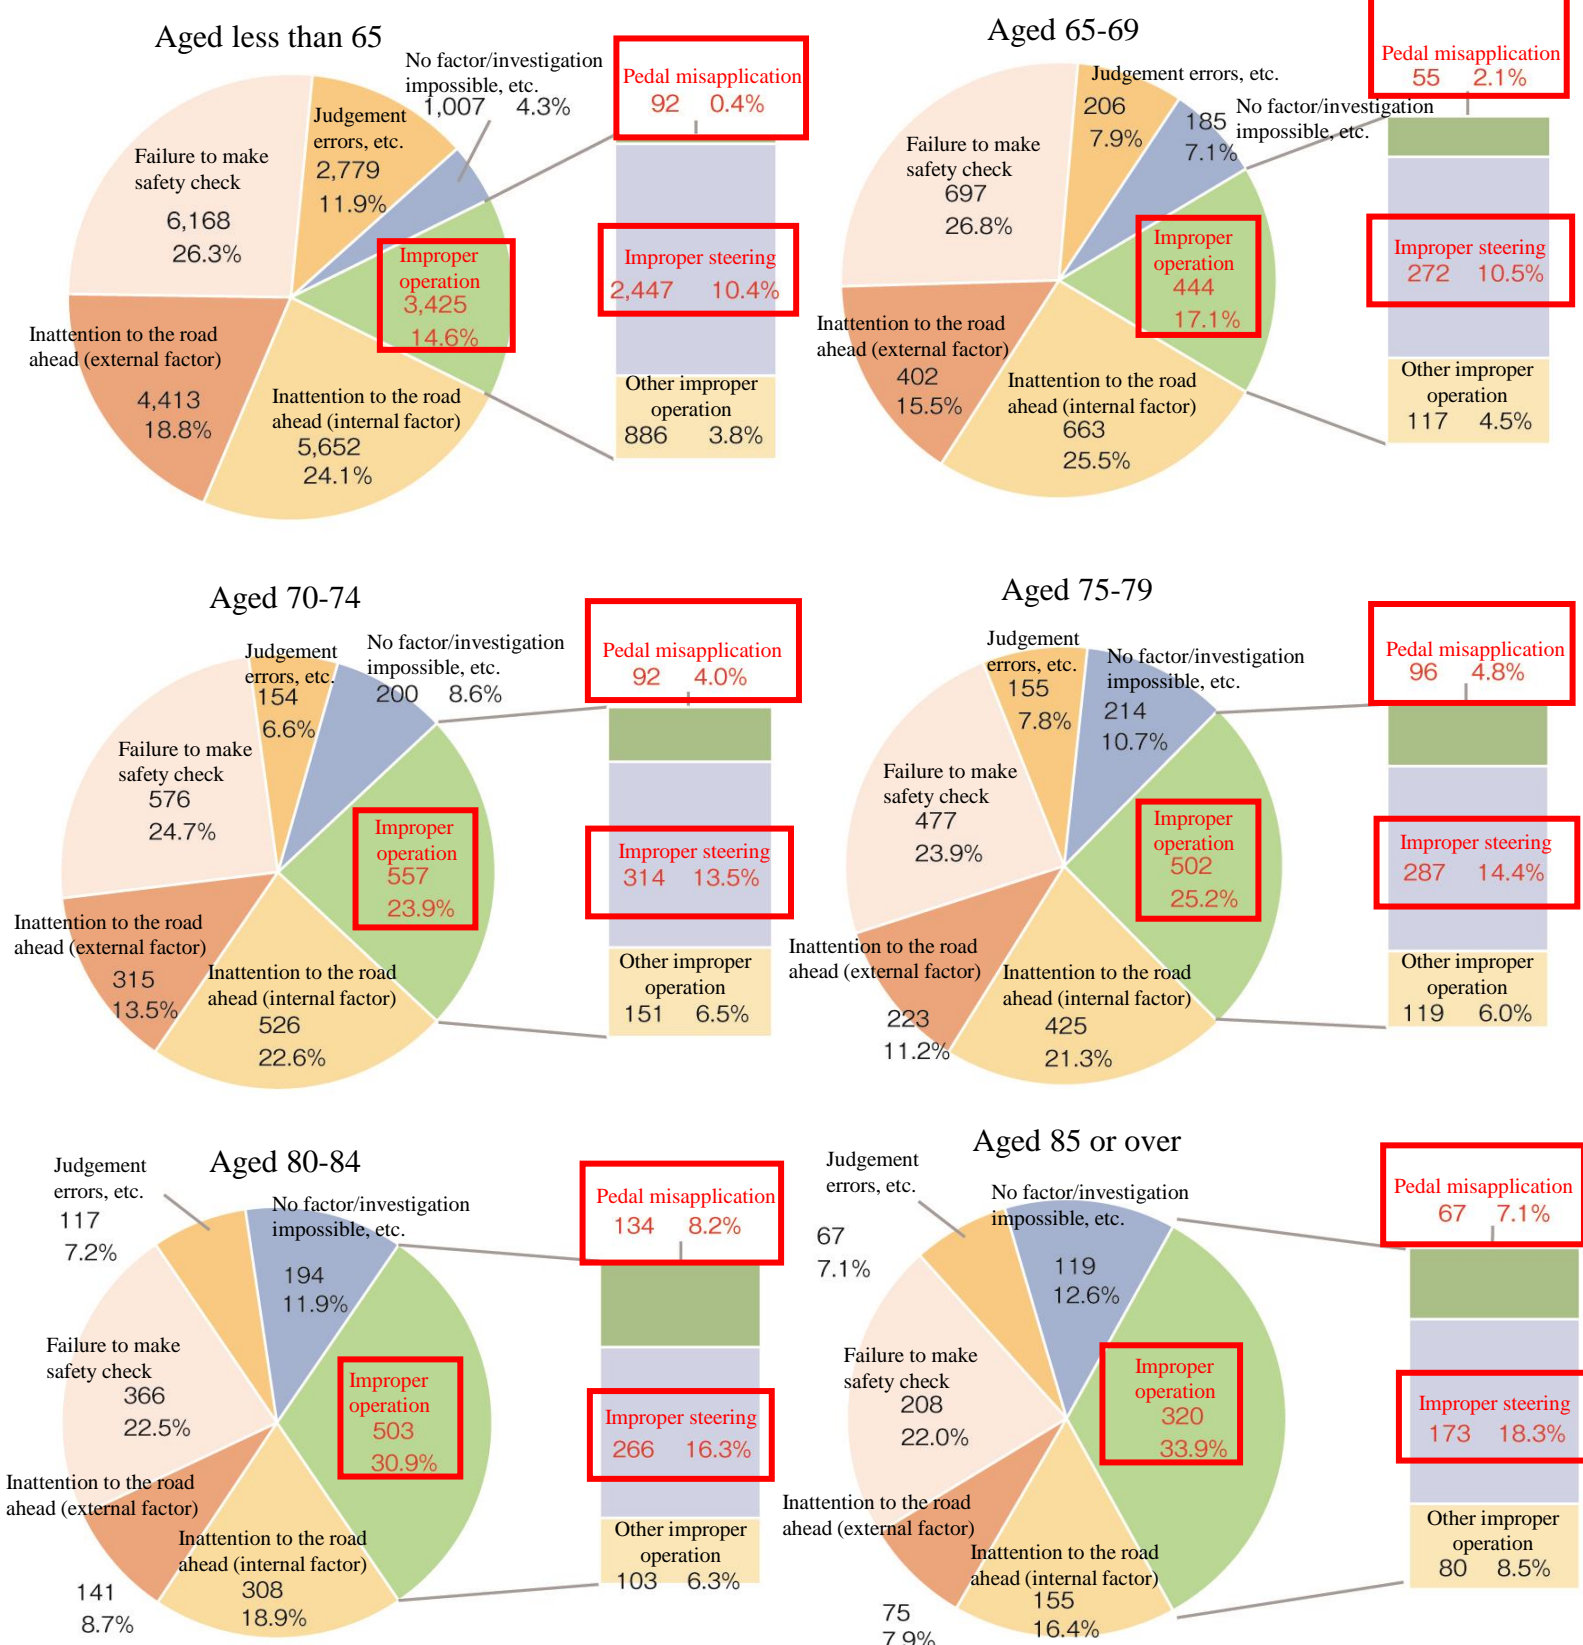 Aged less than 65
No factor/investigation
impossible, etc.
1,007 4.3%
Pedal misapplication
92 0.4%
Judgement
errors, etc.
2,779
11.9%
Failure to make
safety check
6,168
26.3%
Improper
operation
3,425
14.6%
Improper steering
2,447 10.4%
Inattention to the road
ahead (external factor)
4,413
18.8%
Inattention to the road
ahead (internal factor)
5,652
24.1%
Other improper
operation
886 3.8%
Aged 65-69
Pedal misapplication
55 2.1%
Judgement errors, etc.
206
7.9%
No factor/investigation
impossible, etc.
185
7.1%
Failure to make
safety check
697
26.8%
Improper
operation
444
17.1%
Improper steering
272 10.5%
Inattention to the road
ahead (external factor)
402
15.5%
Inattention to the road
ahead (internal factor)
663
25.5%
Other improper
operation
117 4.5%
Aged 70-74
Judgement
errors, etc.
154
6.6%
No factor/investigation
impossible, etc.
200 8.6%
Pedal misapplication
92 4.0%
Failure to make
safety check
576
24.7%
Improper
operation
557
23.9%
Improper steering
314 13.5%
Inattention to the road
ahead (external factor)
315
13.5%
Inattention to the road
ahead (internal factor)
526
22.6%
Other improper
operation
151 6.5%
Aged 75-79
Judgement
errors, etc.
155
7.8%
No factor/investigation
impossible, etc.
214
10.7%
Pedal misapplication
96 4.8%
Failure to make
safety check
477
23.9%
Improper
operation
502
25.2%
Improper steering
287 14.4%
Inattention to the road
ahead (external factor)
223
11.2%
Inattention to the road
ahead (internal factor)
425
21.3%
Other improper
operation
119 6.0%
Aged 80-84
Judgement
errors, etc.
117
7.2%
No factor/investigation
impossible, etc.
194
11.9%
Pedal misapplication
134 8.2%
Failure to make
safety check
366
22.5%
Improper
operation
503
30.9%
Improper steering
266 16.3%
Inattention to the road
ahead (external factor)
141
8.7%
Inattention to the road
ahead (internal factor)
308
18.9%
Other improper
operation
103 6.3%
Aged 85 or over
Judgement
errors, etc.
67
7.1%
No factor/investigation
impossible, etc.
119
12.6%
Pedal misapplication
67 7.1%
Failure to make
safety check
208
22.0%
Improper
operation
320
33.9%
Improper steering
173 18.3%
Inattention to the road
ahead (external factor)
75
7.9%
Inattention to the road
ahead (internal factor)
155
16.4%
Other improper
operation
80 8.5%